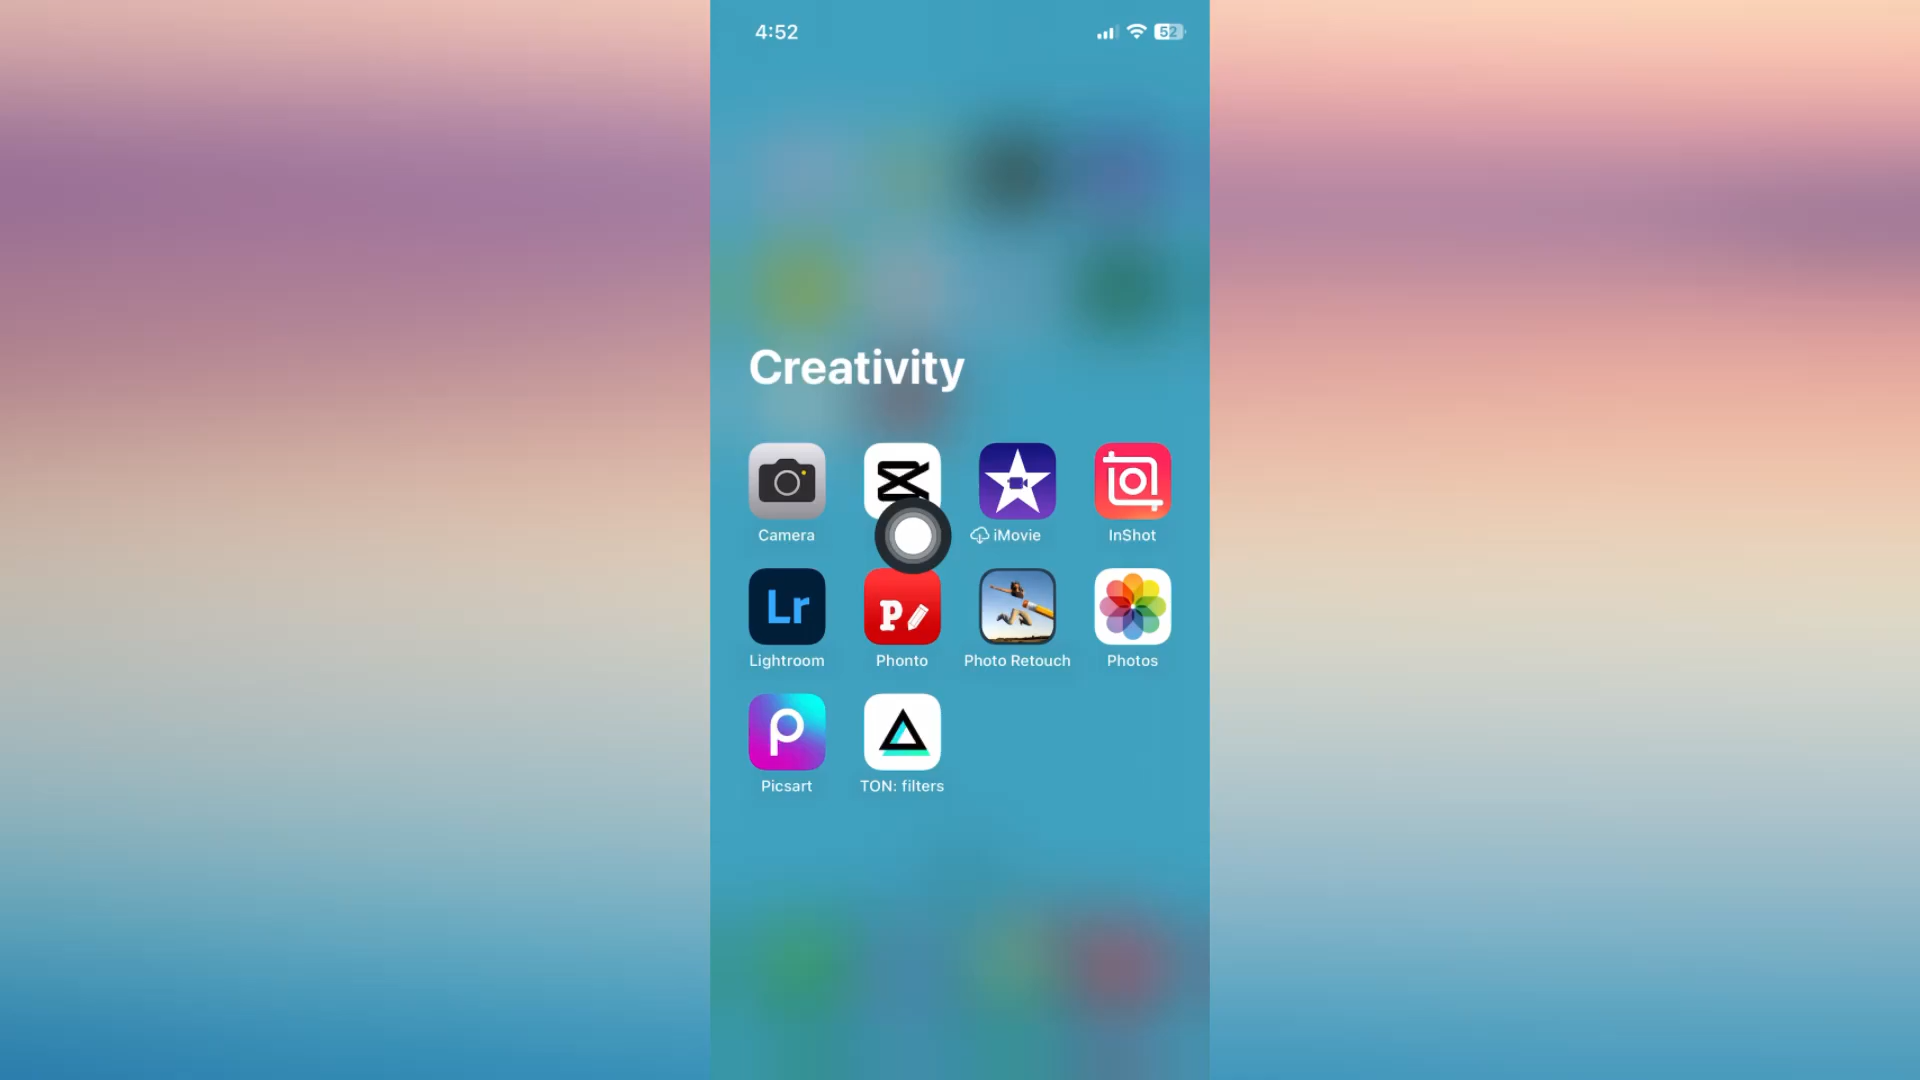 4:52
52
Creativity
Camera
iMovie
InShot
Lr
P
Lightroom
Phonto
Photo Retouch
Photos
P
Picsart
TON: filters